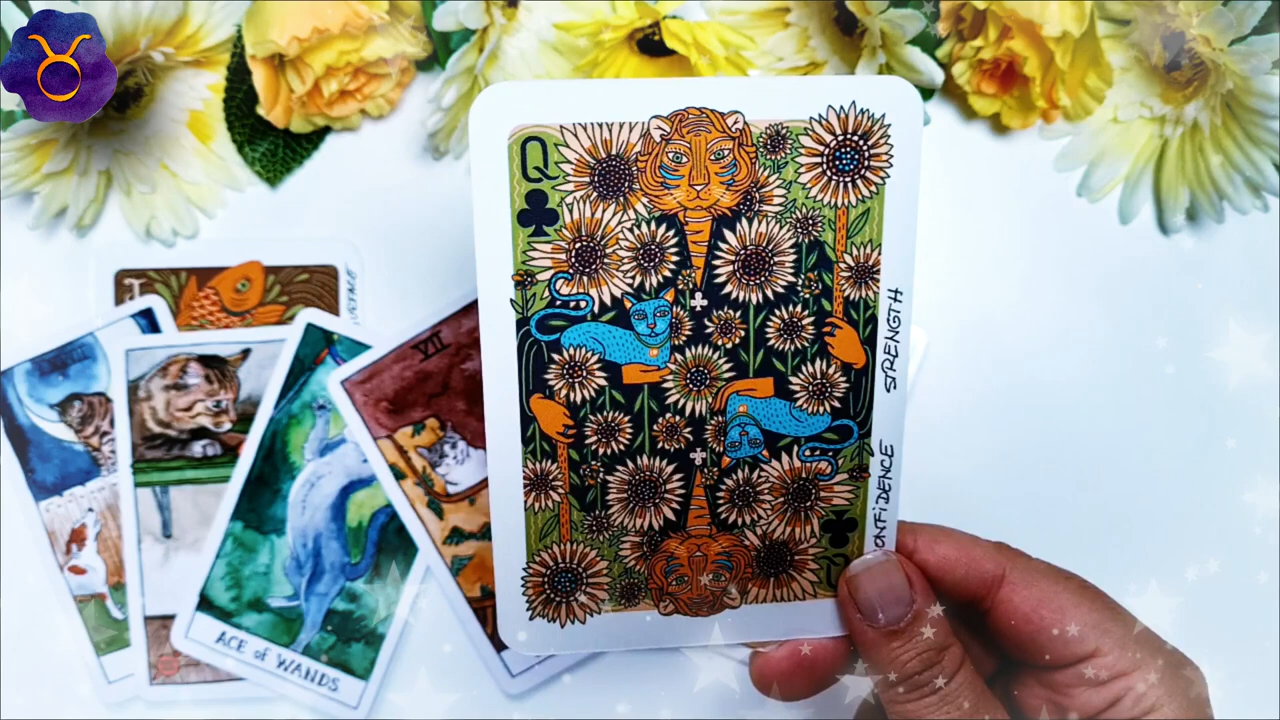 Q
STRENGTH
ONFIDENCE
ACE of WANDS
VII
Q